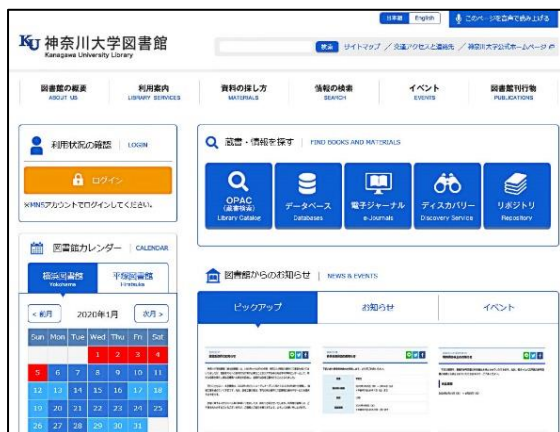 日本語 English このページを音声で読み上げる
KU 神奈川大学図書館
Kanagawa University Library
検索 サイトマップ / 交通アクセスと連絡先 / 神奈川大学公式ホームページ
図書館の概要 利用案内 資料の探し方 情報の検索 イベント 図書館刊行物
ABOUT US LIBRARY SERVICES MATERIALS SEARCH EVENTS PUBLICATIONS
利用状況の確認 LOGIN
ログイン
※MNSアカウントでログインしてください。
蔵書・情報を探す FIND BOOKS AND MATERIALS
OPAC データベース 電子ジャーナル ディスカバリー リポジトリ
(蔵書検索)
Library Catalog Databases e-Journals Discovery Service Repository
図書館カレンダー CALENDAR
横浜図書館 平塚図書館
Yokohama Hiratsuka
<前月 2020年1月 次月>
Sun Mon Tue Wed Thu Fri Sat
1 2 3 4
5 6 7 8 9 10 11
12 13 14 15 16 17 18
19 20 21 22 23 24 25
26 27 28 29 30 31
図書館からのお知らせ NEWS & EVENTS
ピックアップ お知らせ イベント